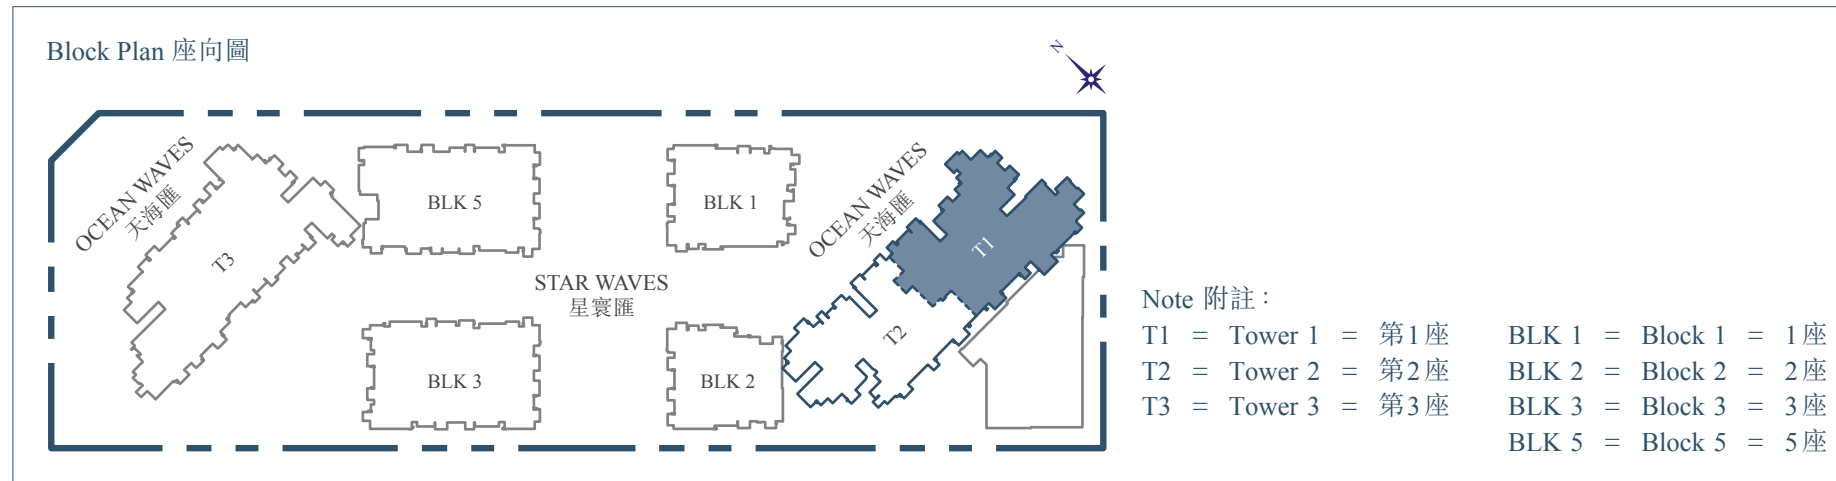 Block Plan 座向圖
N
OCEAN WAVES
天海匯
T3
BLK 5
BLK 1
OCEAN WAVES
天海匯
T1
STAR WAVES
星寰匯
BLK 3
BLK 2
T2
Note 附註：
T1 = Tower 1 = 第1座 BLK 1 = Block 1 = 1座
T2 = Tower 2 = 第2座 BLK 2 = Block 2 = 2座
T3 = Tower 3 = 第3座 BLK 3 = Block 3 = 3座
BLK 5 = Block 5 = 5座